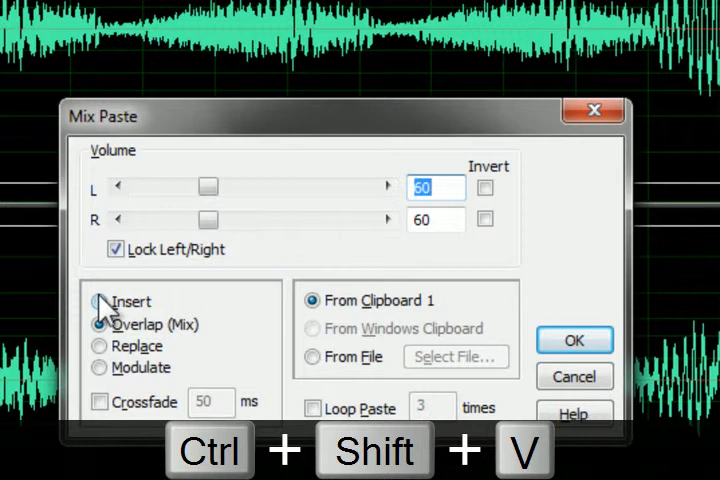 Mix Paste
Volume
Invert
L 60
R 60
Lock Left/Right
Insert
Overlap (Mix)
Replace
Modulate
Crossfade 50 ms
From Clipboard 1
From Windows Clipboard
From File Select File...
Loop Paste 3 times
OK
Cancel
Help
Ctrl + Shift + V